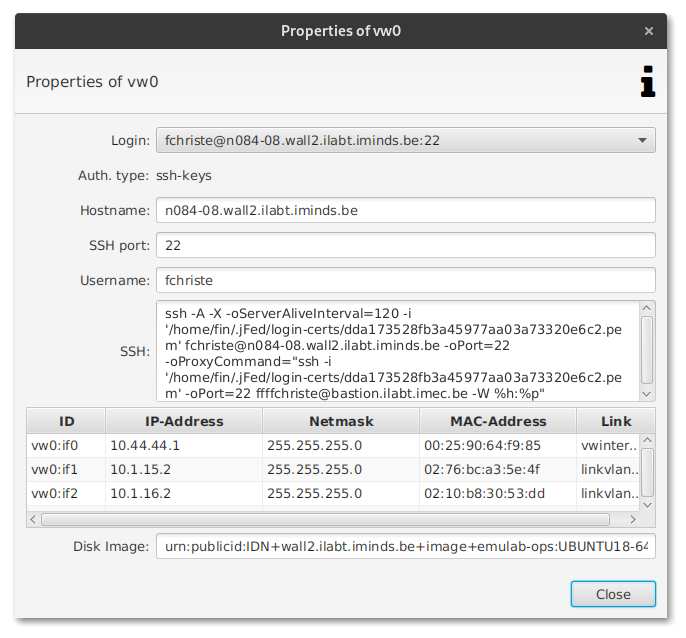 Properties of vw0
×
Properties of vw0
Login: fchriste@n084-08.wall2.ilabt.iminds.be:22
Auth. type: ssh-keys
Hostname: n084-08.wall2.ilabt.iminds.be
SSH port: 22
Username: fchriste
SSH:
ssh -A -X -oServerAliveInterval=120 -i
'/home/fin/.jFed/login-certs/dda173528fb3a45977aa03a73320e6c2.pe
m' fchriste@n084-08.wall2.ilabt.iminds.be -oPort=22
-oProxyCommand="ssh -i
'/home/fin/.jFed/login-certs/dda173528fb3a45977aa03a73320e6c2.pe
m' -oPort=22 ffffchriste@bastion.ilabt.imec.be -W %h:%p"
ID IP-Address Netmask MAC-Address Link
vw0:if0 10.44.44.1 255.255.255.0 00:25:90:64:f9:85 vwinter..
vw0:if1 10.1.15.2 255.255.255.0 02:76:bc:a3:5e:4f linkvlan..
vw0:if2 10.1.16.2 255.255.255.0 02:10:b8:30:53:dd linkvlan..
Disk Image: urn:publicid:IDN+wall2.ilabt.iminds.be+image+emulab-ops:UBUNTU18-64
Close